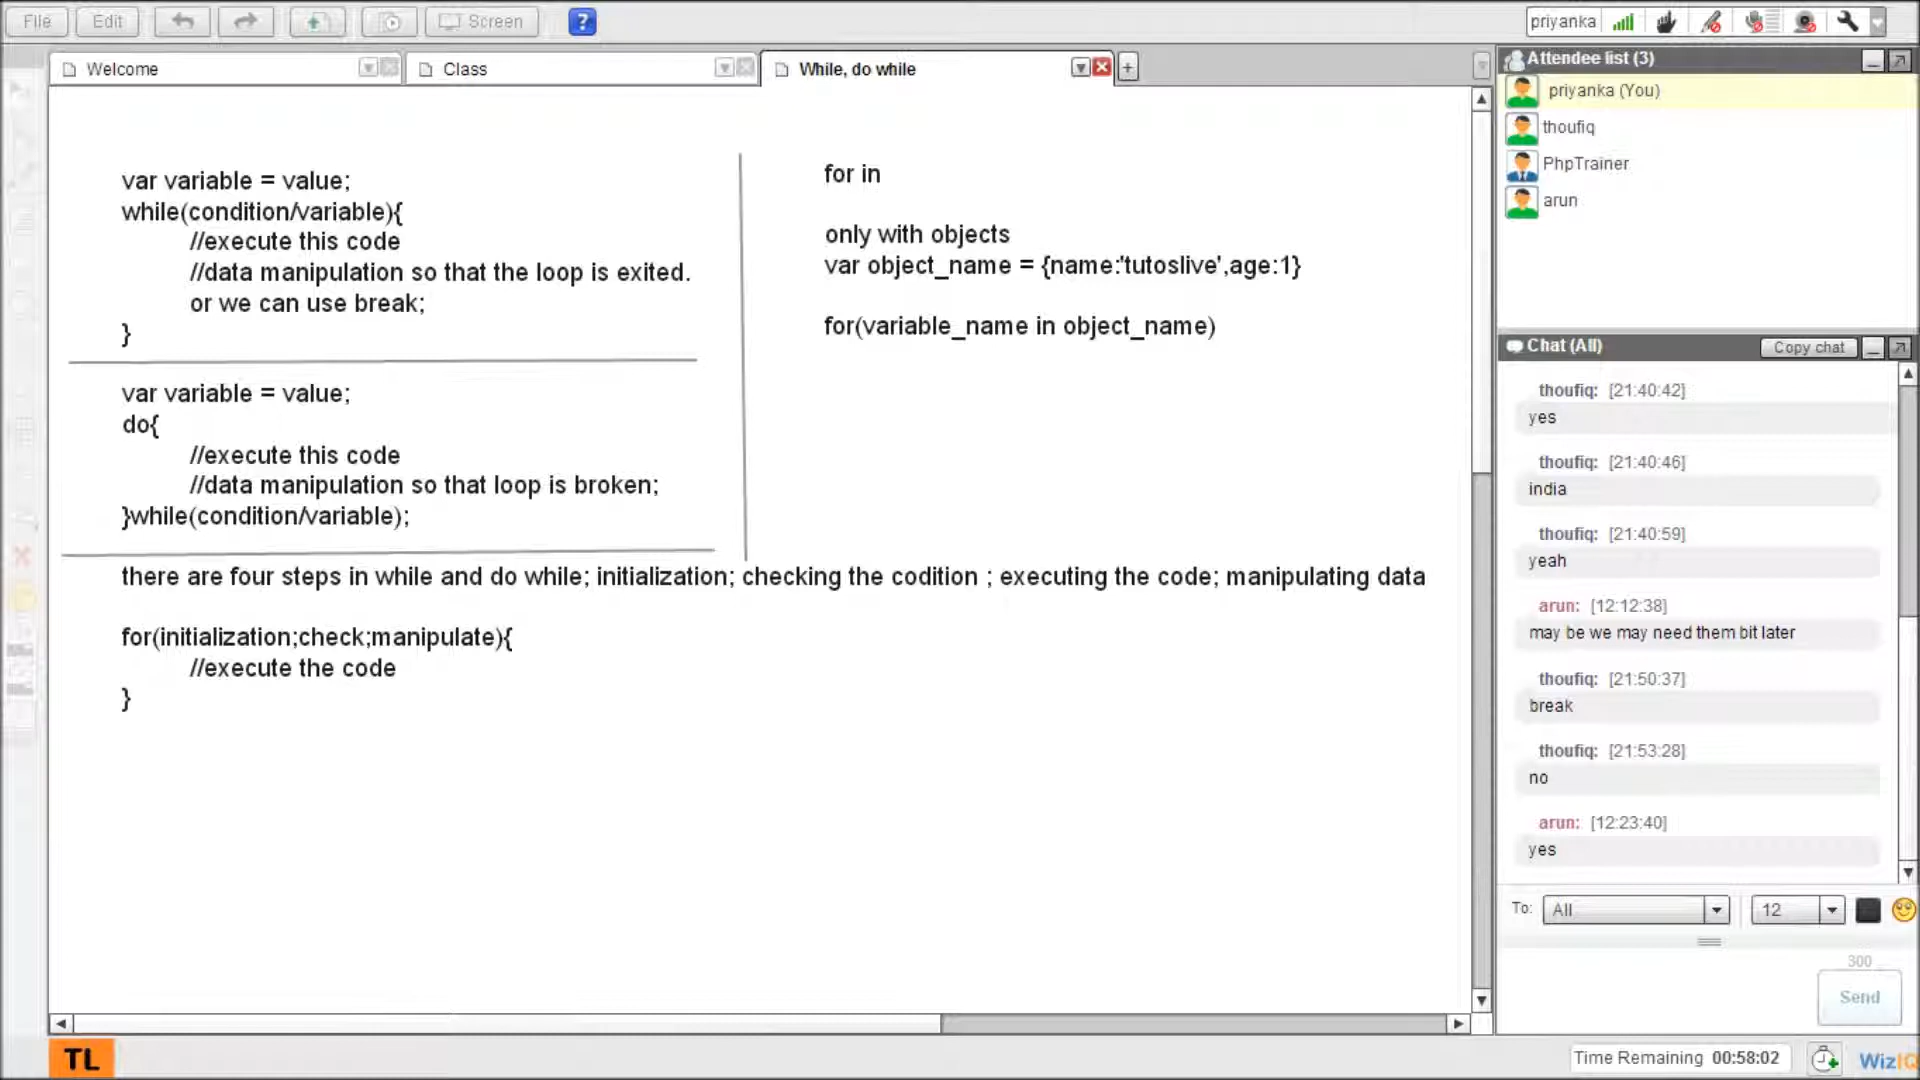 File Edit Screen ? priyanka
Welcome Class While, do while
var variable = value;
while(condition/variable){
//execute this code
//data manipulation so that the loop is exited.
or we can use break;
}
var variable = value;
do{
//execute this code
//data manipulation so that loop is broken;
}while(condition/variable);
for in
only with objects
var object_name = {name:'tutoslive',age:1}
for(variable_name in object_name)
there are four steps in while and do while; initialization; checking the codition ; executing the code; manipulating data
for(initialization;check;manipulate){
//execute the code
}
Attendee list (3)
priyanka (You)
thoufiq
PhpTrainer
arun
Chat (All) Copy chat
thoufiq: [21:40:42]
yes
thoufiq: [21:40:46]
india
thoufiq: [21:40:59]
yeah
arun: [12:12:38]
may be we may need them bit later
thoufiq: [21:50:37]
break
thoufiq: [21:53:28]
no
arun: [12:23:40]
yes
To: All 12
300
Send
TL
Time Remaining 00:58:02
WizIQ